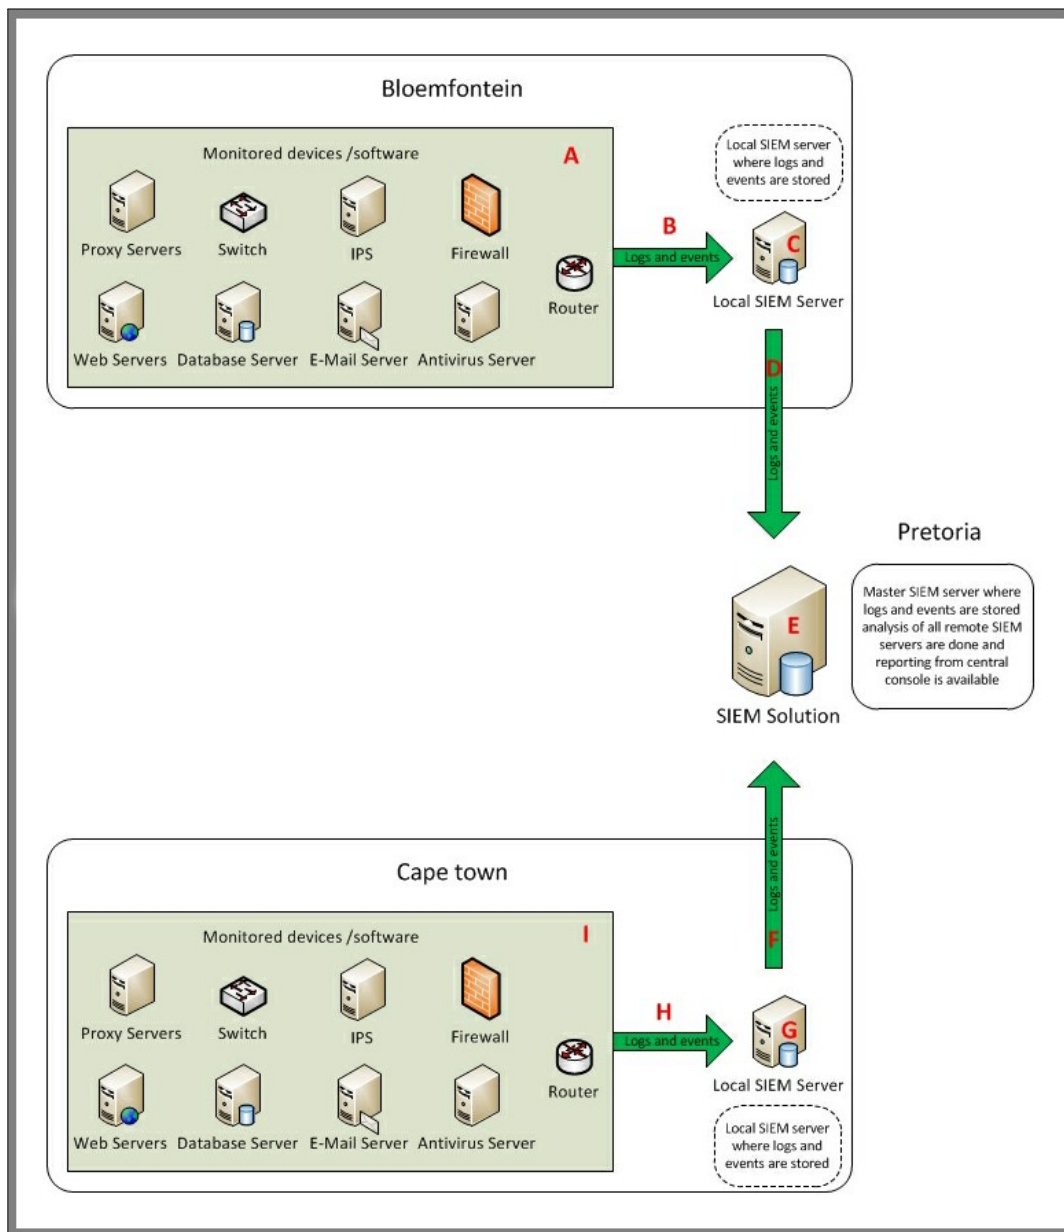 Bloemfontein
Monitored devices /software
A
Proxy Servers
Switch
IPS
Firewall
Router
Web Servers
Database Server
E-Mail Server
Antivirus Server
B
Logs and events
Local SIEM server
where logs and
events are stored
C
Local SIEM Server
D
Logs and events
Pretoria
Master SIEM server where
logs and events are stored
analysis of all remote SIEM
servers are done and
reporting from central
console is available
E
SIEM Solution
Logs and events
F
Cape town
Monitored devices /software
I
Proxy Servers
Switch
IPS
Firewall
Router
Web Servers
Database Server
E-Mail Server
Antivirus Server
H
Logs and events
G
Local SIEM Server
Local SIEM server
where logs and
events are stored